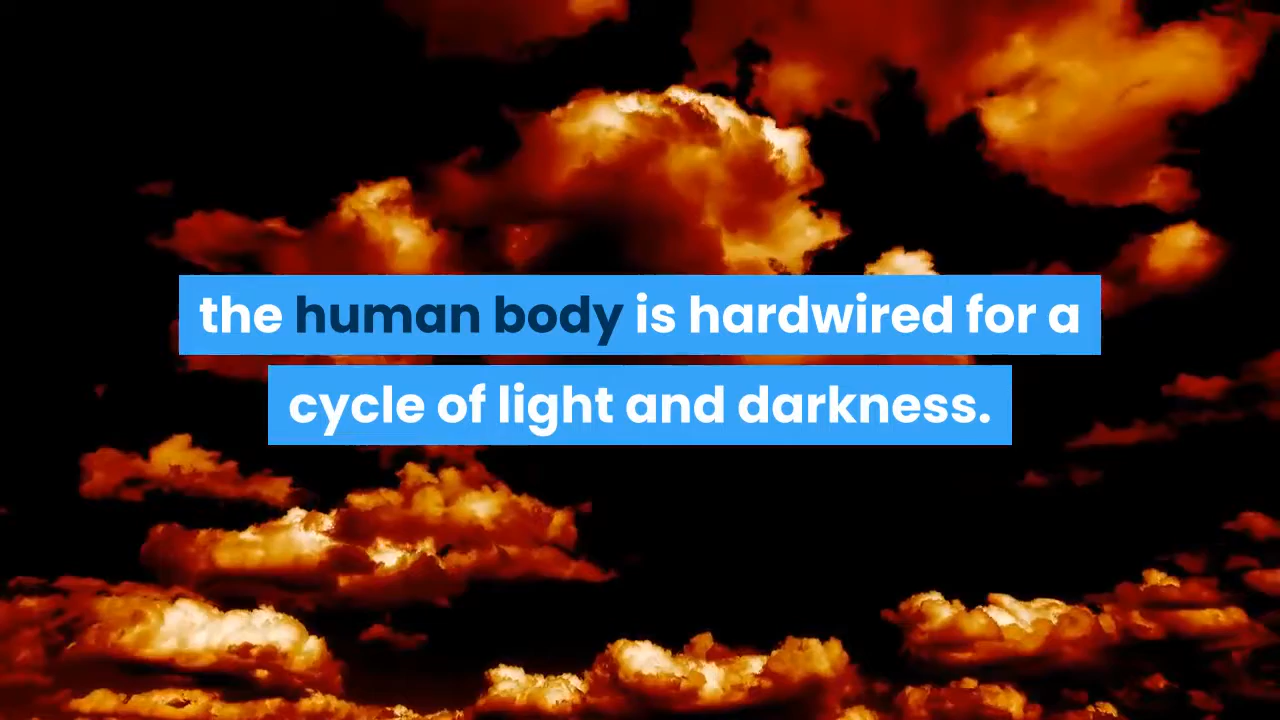 the human body is hardwired for a
cycle of light and darkness.